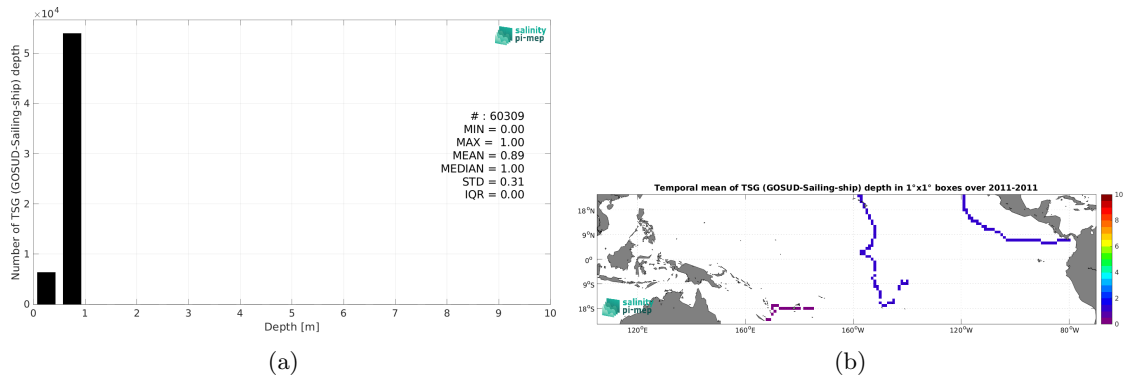 ×10⁴
5
4
3
2
1
0
Number of TSG (GOSUD-Sailing-ship) depth
salinity
pi-mep
# : 60309
MIN = 0.00
MAX = 1.00
MEAN = 0.89
MEDIAN = 1.00
STD = 0.31
IQR = 0.00
0 1 2 3 4 5 6 7 8 9 10
Depth [m]
(a)
Temporal mean of TSG (GOSUD-Sailing-ship) depth in 1°x1° boxes over 2011-2011
18°N
9°N
0°
9°S
18°S
salinity
pi-mep
120°E 160°E 160°W 120°W 80°W
10
8
6
4
2
0
(b)